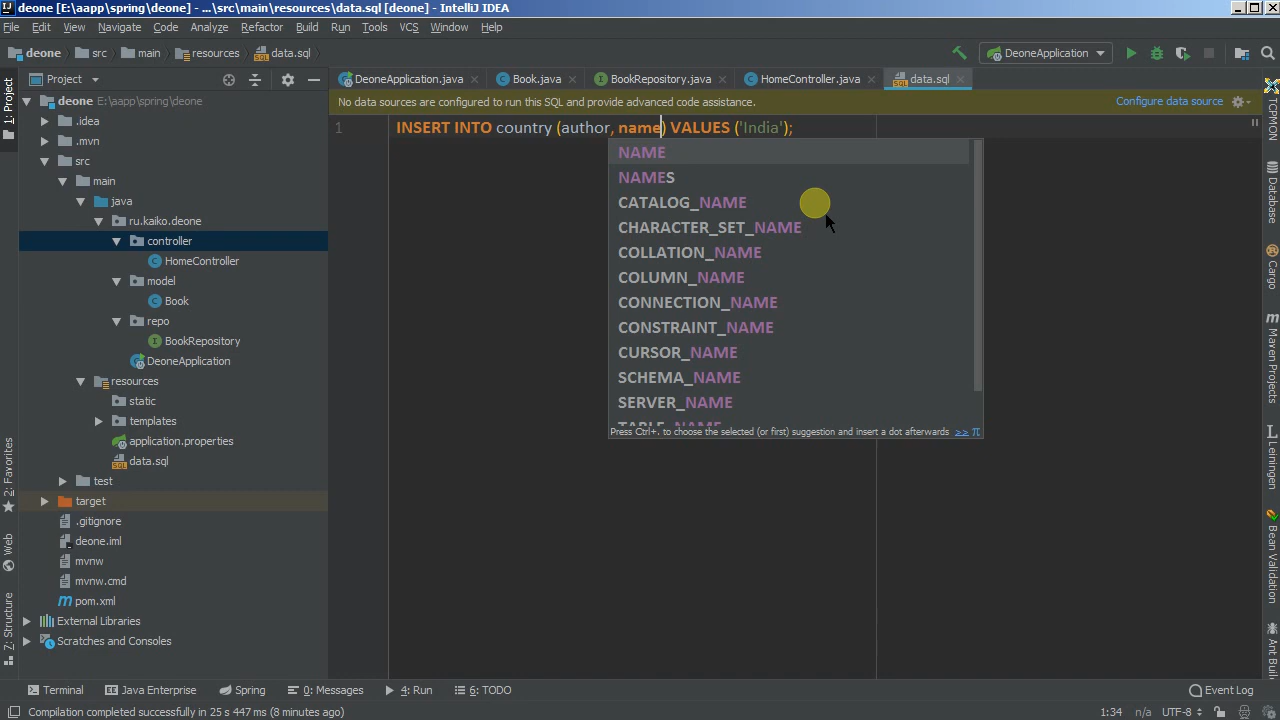 deone [E:\aapp\spring\deone] - ...\src\main\resources\data.sql [deone] - IntelliJ IDEA
File Edit View Navigate Code Analyze Refactor Build Run Tools VCS Window Help
deone src main resources data.sql DeoneApplication
Project DeoneApplication.java Book.java BookRepository.java HomeController.java data.sql
No data sources are configured to run this SQL and provide advanced code assistance. Configure data source
1 INSERT INTO country (author, name) VALUES ('India');
NAME
NAMES
CATALOG_NAME
CHARACTER_SET_NAME
COLLATION_NAME
COLUMN_NAME
CONNECTION_NAME
CONSTRAINT_NAME
CURSOR_NAME
SCHEMA_NAME
SERVER_NAME
TABLE_NAME
Press Ctrl+. to choose the selected (or first) suggestion and insert a dot afterwards >> π
deone E:\aapp\spring\deone
.idea
.mvn
src
main
java
ru.kaiko.deone
controller
HomeController
model
Book
repo
BookRepository
DeoneApplication
resources
static
templates
application.properties
data.sql
test
target
.gitignore
deone.iml
mvnw
mvnw.cmd
pom.xml
External Libraries
Scratches and Consoles
1: Project
2: Favorites
Web
7: Structure
TCPMON
Database
Cargo
Maven Projects
Leiningen
Bean Validation
Ant Build
Terminal Java Enterprise Spring 0: Messages 4: Run 6: TODO Event Log
Compilation completed successfully in 25 s 447 ms (8 minutes ago) 1:34 n/a UTF-8